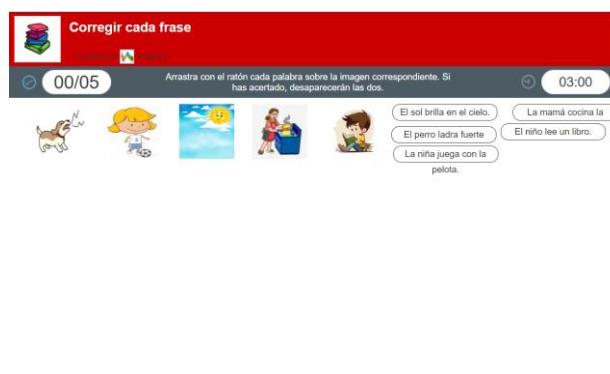 Corregir cada frase
00/05
Arrastra con el ratón cada palabra sobre la imagen correspondiente. Si
has acertado, desaparecerán las dos.
03:00
El sol brilla en el cielo.
La mamá cocina la
El perro ladra fuerte
El niño lee un libro.
La niña juega con la
pelota.